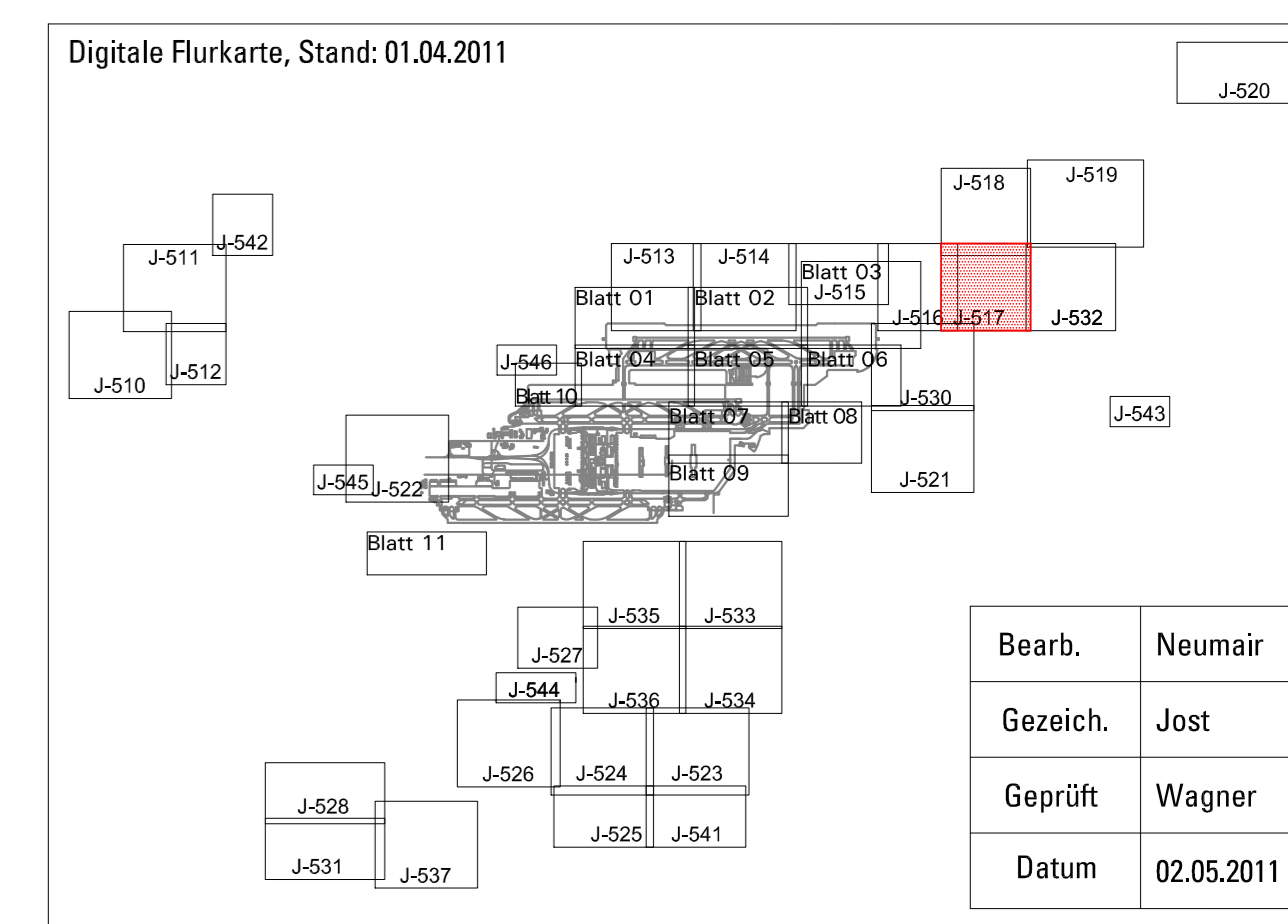 Digitale Flurkarte, Stand: 01.04.2011
J-520
J-518
J-519
J-542
J-511
J-513
J-514
Blatt 03
J-515
Blatt 01
Blatt 02
J-516
J-517
J-532
J-510
J-512
J-546
Blatt 04
Blatt 05
Blatt 06
Blatt 10
J-530
Blatt 07
Blatt 08
J-543
Blatt 09
J-545
J-522
J-521
Blatt 11
J-535
J-533
J-527
J-544
J-536
J-534
J-526
J-524
J-523
J-528
J-525
J-541
J-531
J-537
Bearb. Neumair
Gezeich. Jost
Geprüft Wagner
Datum 02.05.2011